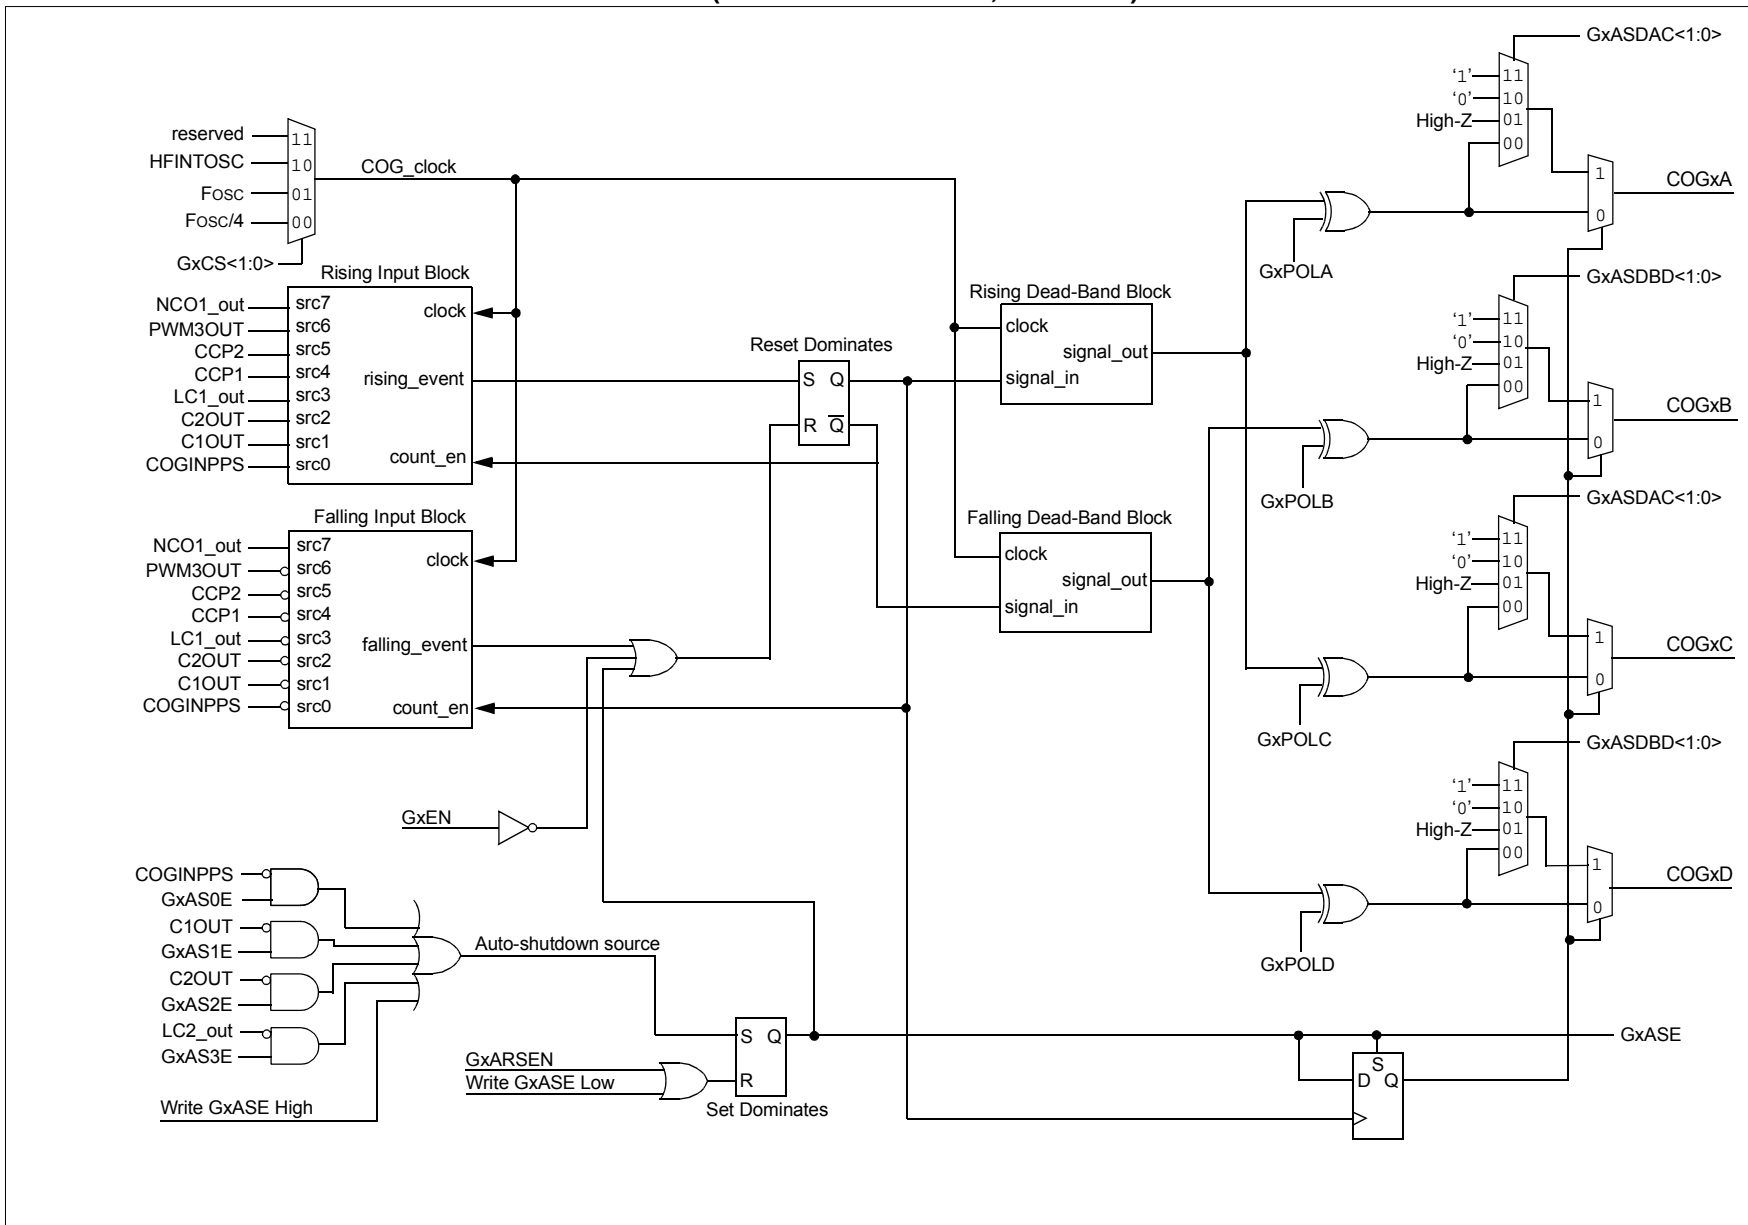 GxASDAC<1:0>
'1'
11
'0'
10
High-Z
01
00
1
0
COGxA
GxPOLA
reserved
11
HFINTOSC
10
FOSC
01
FOSC/4
00
GxCS<1:0>
COG_clock
Rising Input Block
NCO1_out
src7
PWM3OUT
src6
CCP2
src5
CCP1
src4
LC1_out
src3
C2OUT
src2
C1OUT
src1
COGINPPS
src0
clock
rising_event
count_en
Reset Dominates
S Q
R Q
Rising Dead-Band Block
clock
signal_out
signal_in
GxASDBD<1:0>
'1'
11
'0'
10
High-Z
01
00
1
0
COGxB
GxPOLB
Falling Input Block
NCO1_out
src7
PWM3OUT
src6
CCP2
src5
CCP1
src4
LC1_out
src3
C2OUT
src2
C1OUT
src1
COGINPPS
src0
clock
falling_event
count_en
Falling Dead-Band Block
clock
signal_out
signal_in
GxASDAC<1:0>
'1'
11
'0'
10
High-Z
01
00
1
0
COGxC
GxPOLC
GxASDBD<1:0>
'1'
11
'0'
10
High-Z
01
00
1
0
COGxD
GxPOLD
GxEN
COGINPPS
GxAS0E
C1OUT
GxAS1E
C2OUT
GxAS2E
LC2_out
GxAS3E
Write GxASE High
Auto-shutdown source
GxARSEN
Write GxASE Low
S Q
R
Set Dominates
S
D Q
GxASE